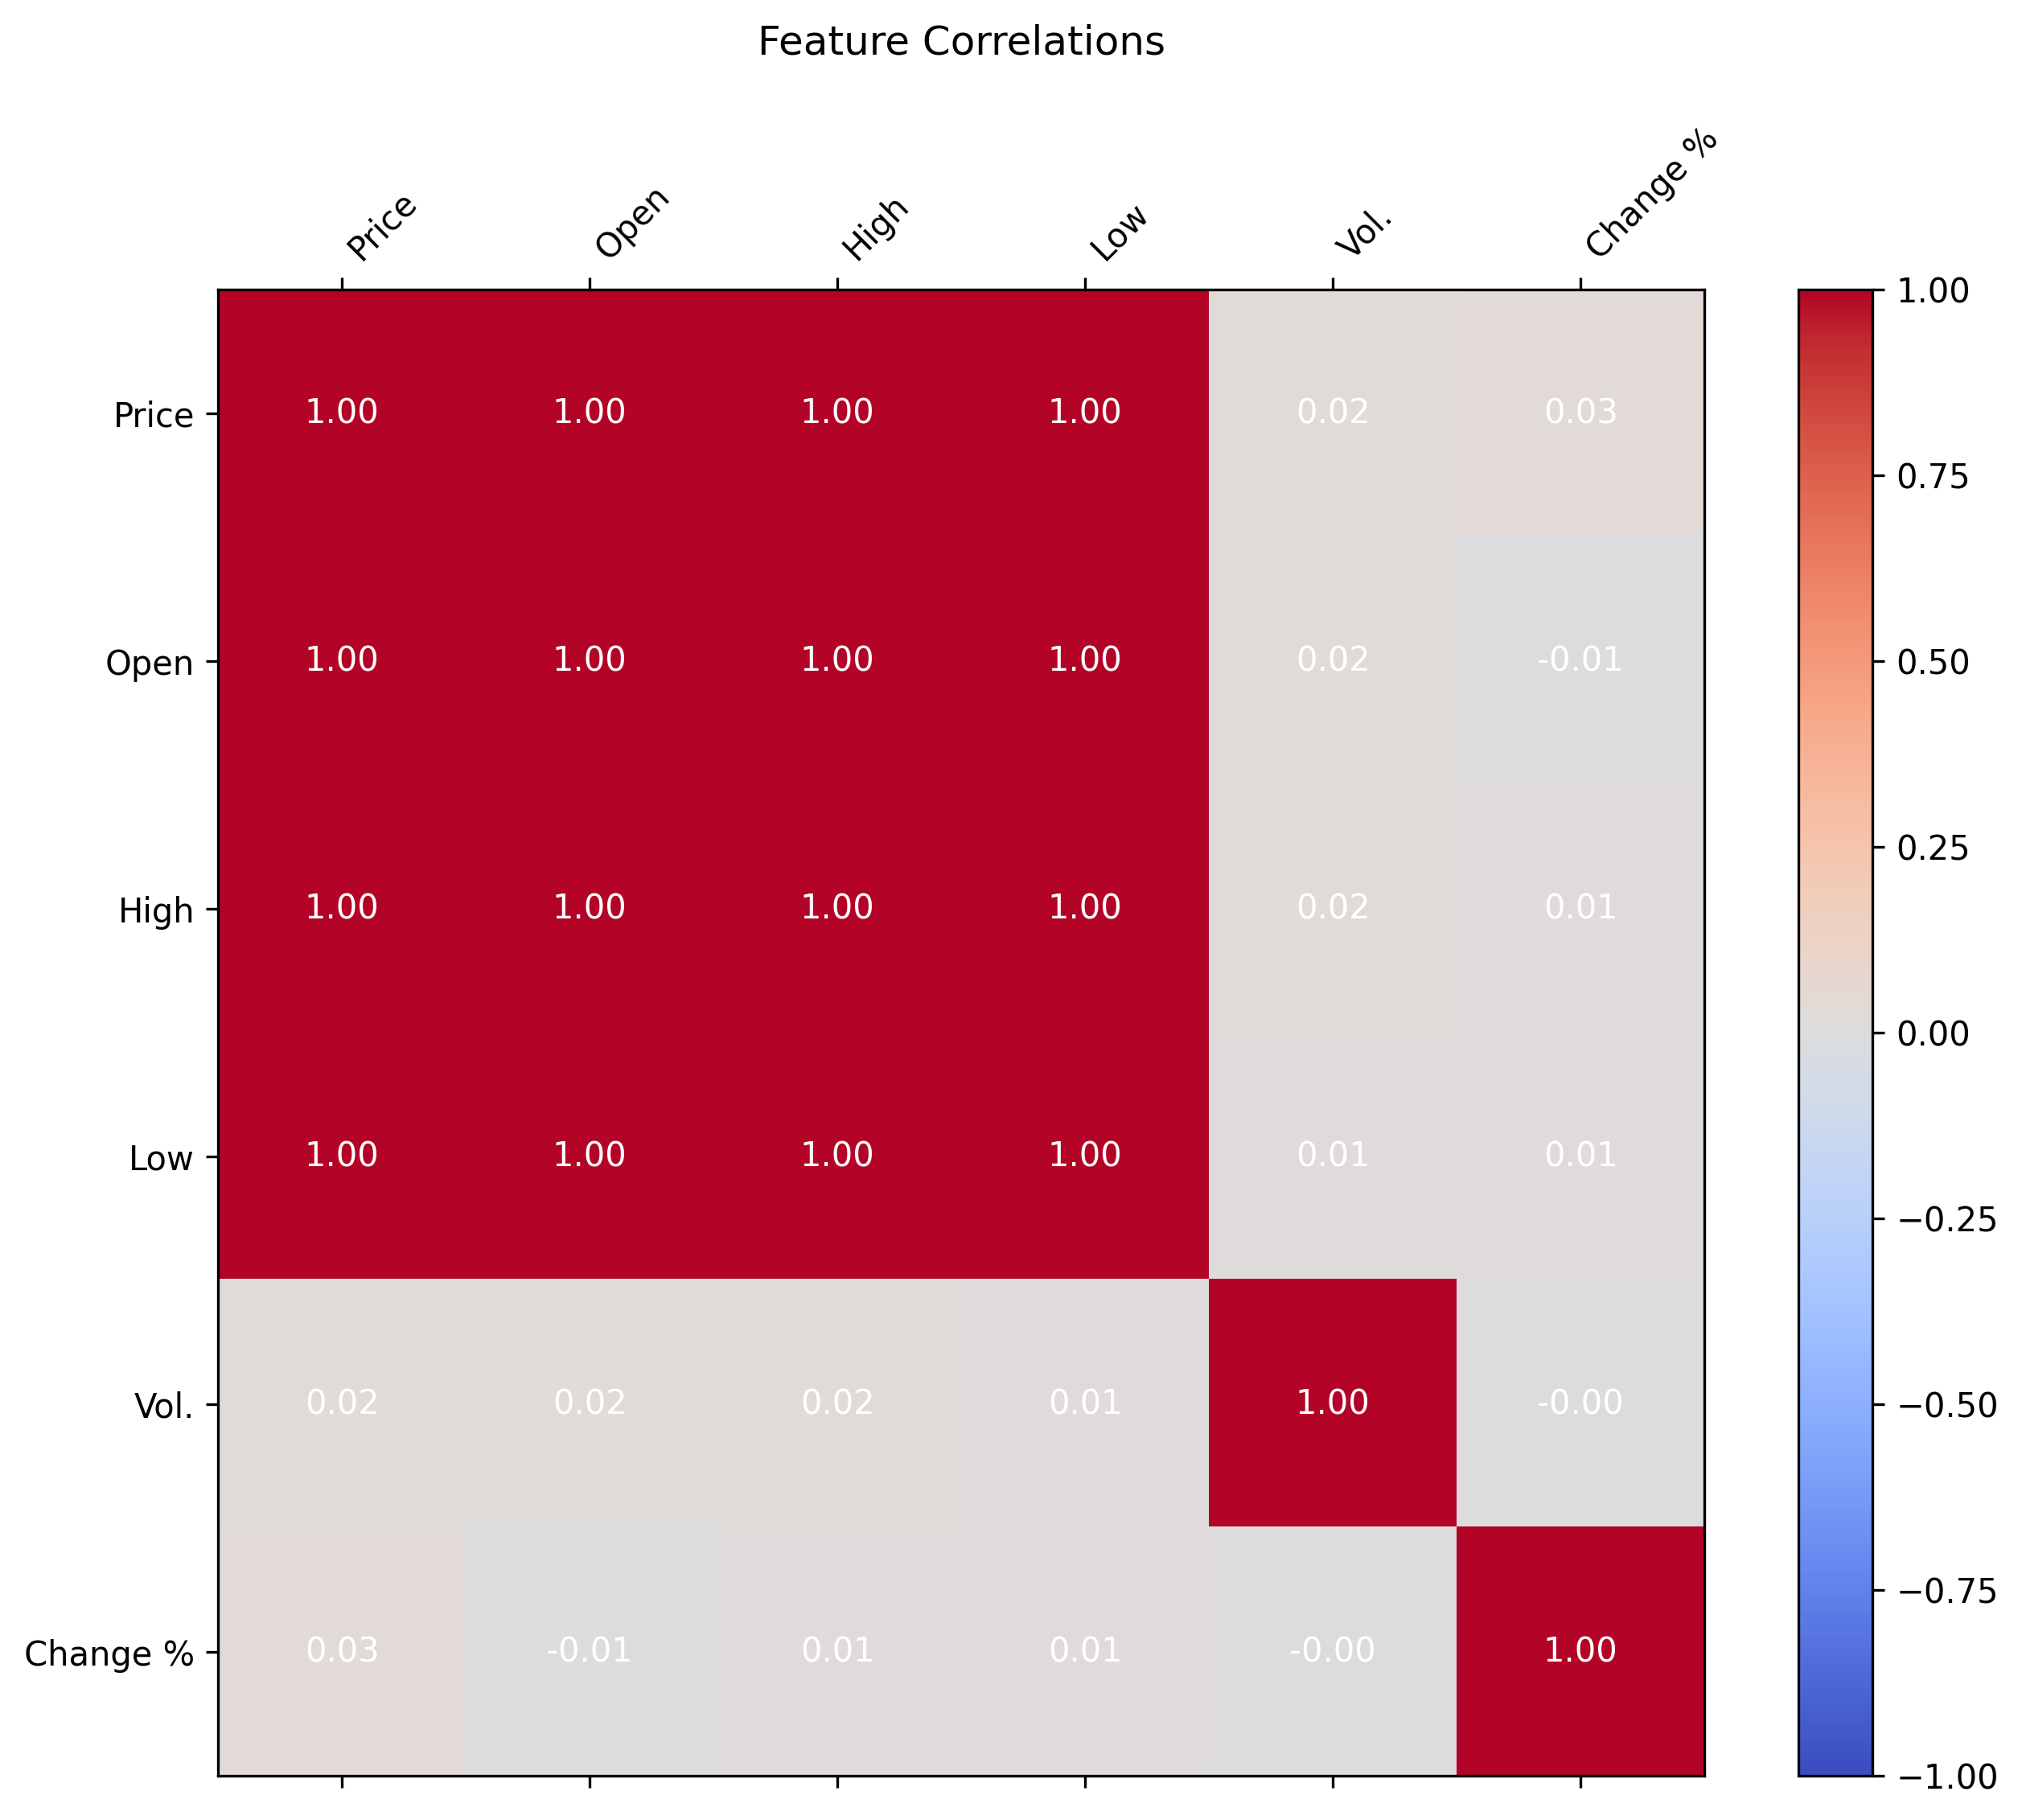 Feature Correlations
Price Open High Low Vol. Change %
Price 1.00 1.00 1.00 1.00 0.02 0.03
Open 1.00 1.00 1.00 1.00 0.02 -0.01
High 1.00 1.00 1.00 1.00 0.02 0.01
Low 1.00 1.00 1.00 1.00 0.01 0.01
Vol. 0.02 0.02 0.02 0.01 1.00 -0.00
Change % 0.03 -0.01 0.01 0.01 -0.00 1.00
1.00
0.75
0.50
0.25
0.00
−0.25
−0.50
−0.75
−1.00